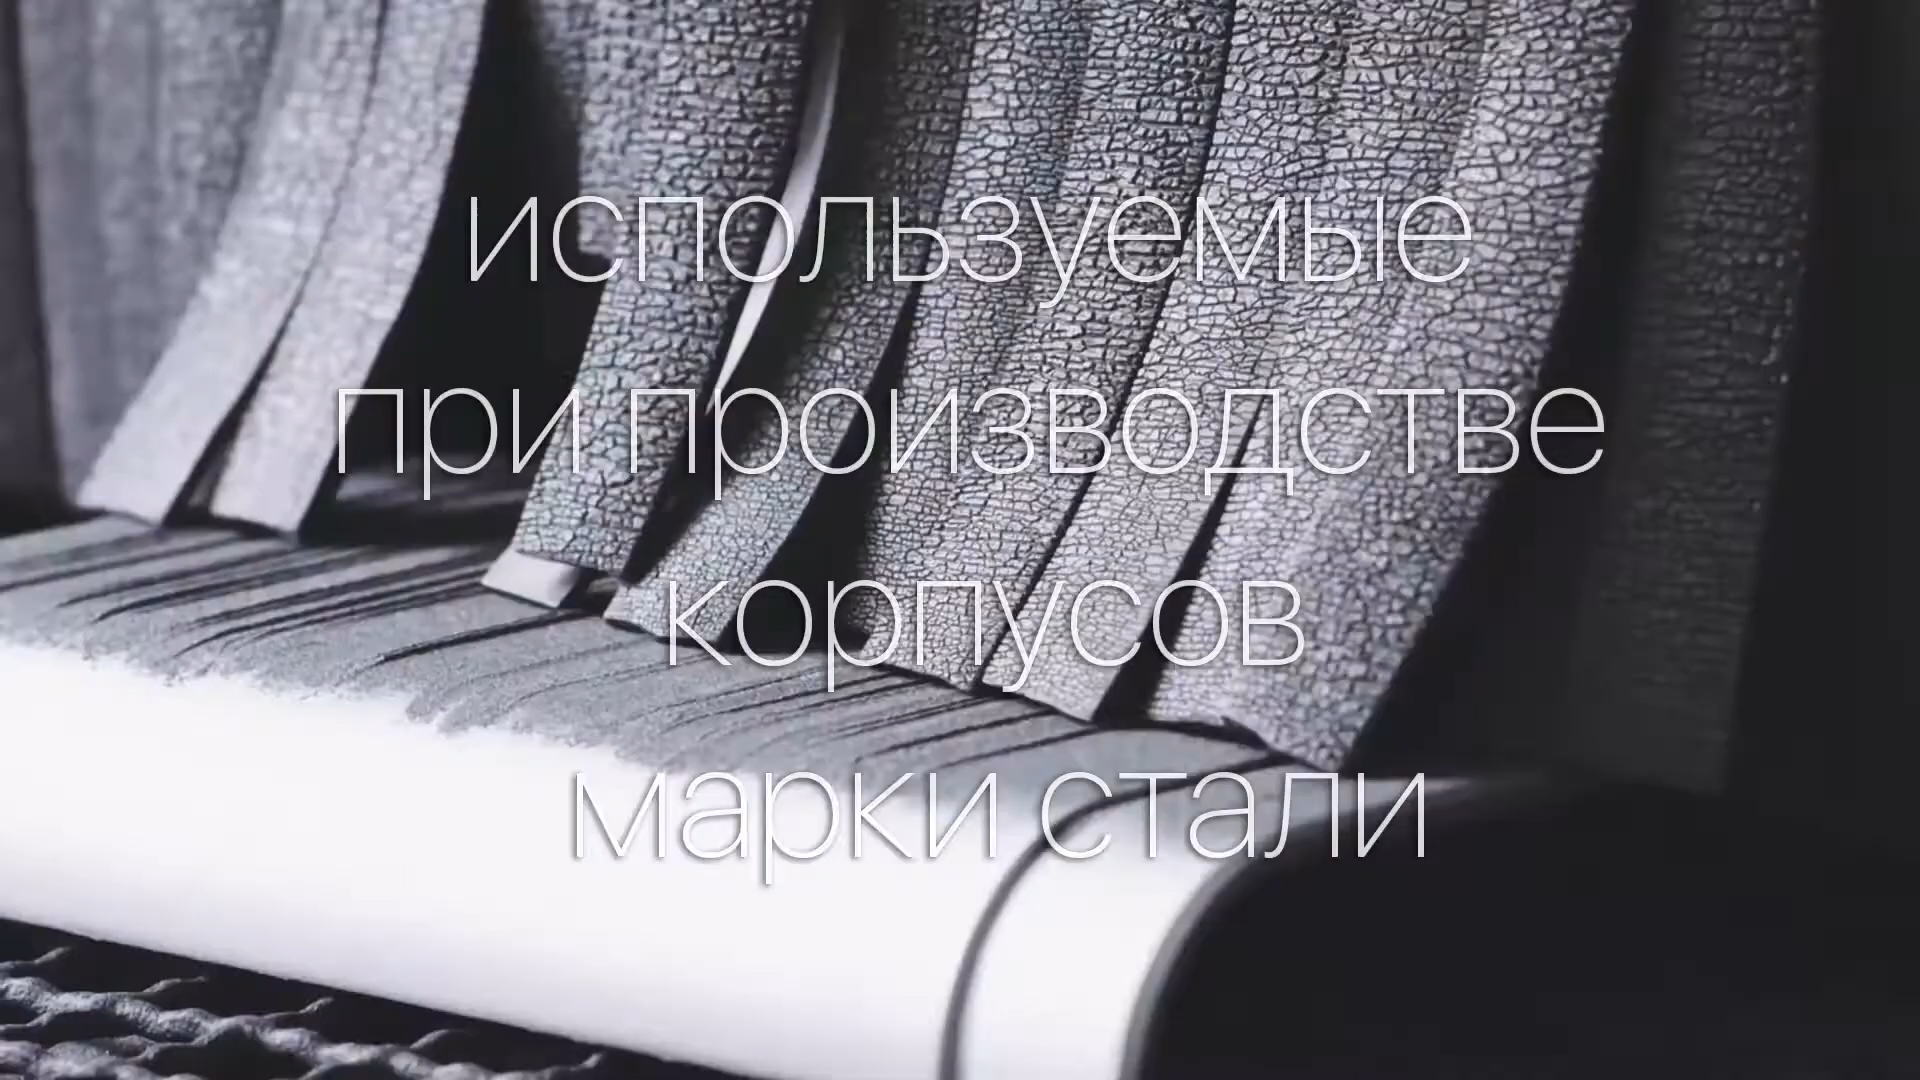 используемые
при производстве
корпусов
марки стали